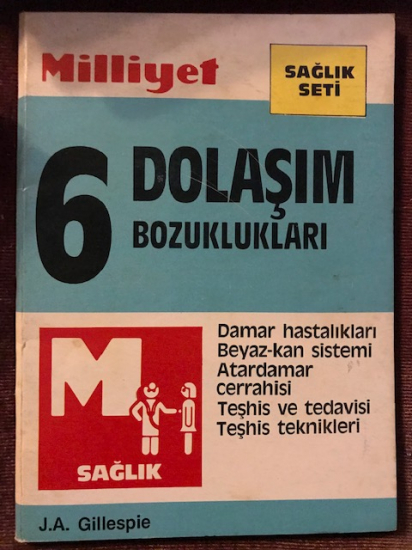 Milliyet
SAĞLIK
SETİ
6
DOLAŞIM
BOZUKLUKLARI
Damar hastalıkları
Beyaz-kan sistemi
Atardamar
cerrahisi
Teşhis ve tedavisi
Teşhis teknikleri
M
SAĞLIK
J.A. Gillespie